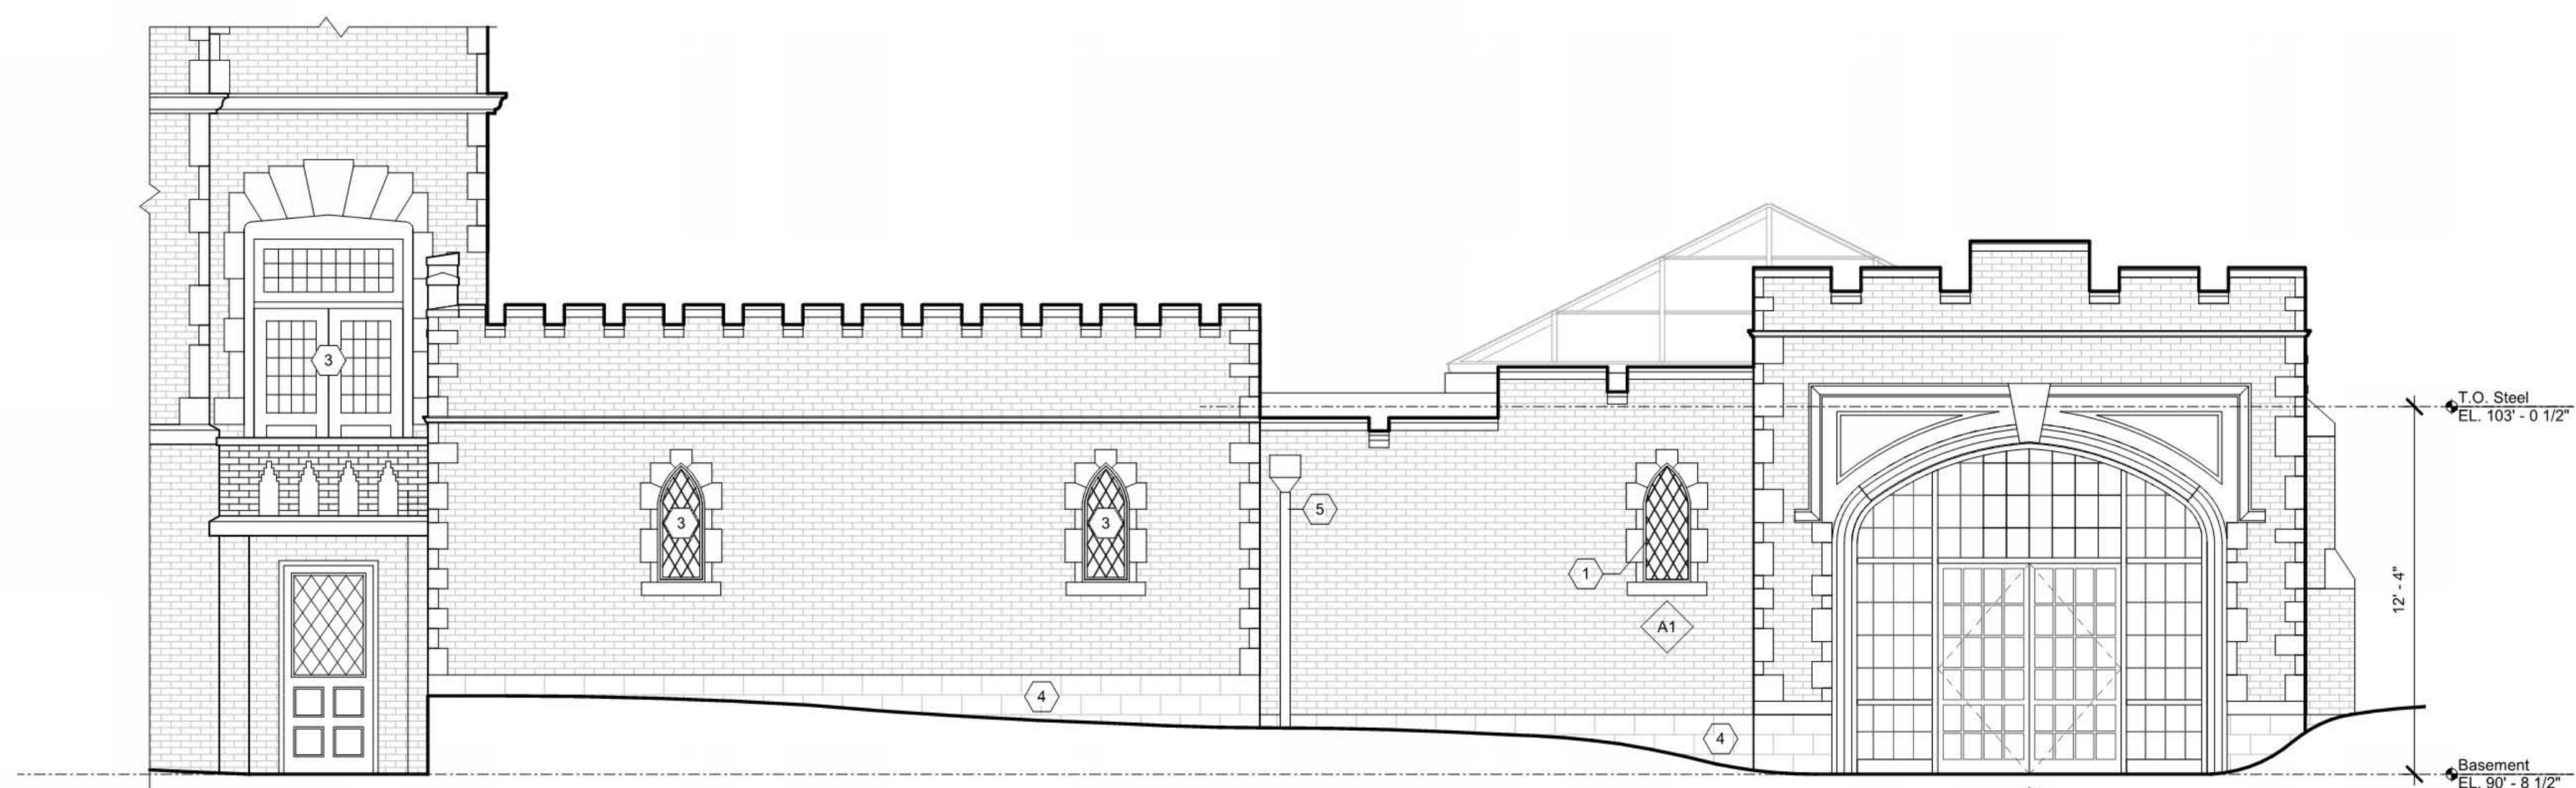 3
T.O. Steel
EL. 103' - 0 1/2"
3
3
5
1
12' - 4"
A1
4
4
Basement
EL. 90' - 8 1/2"